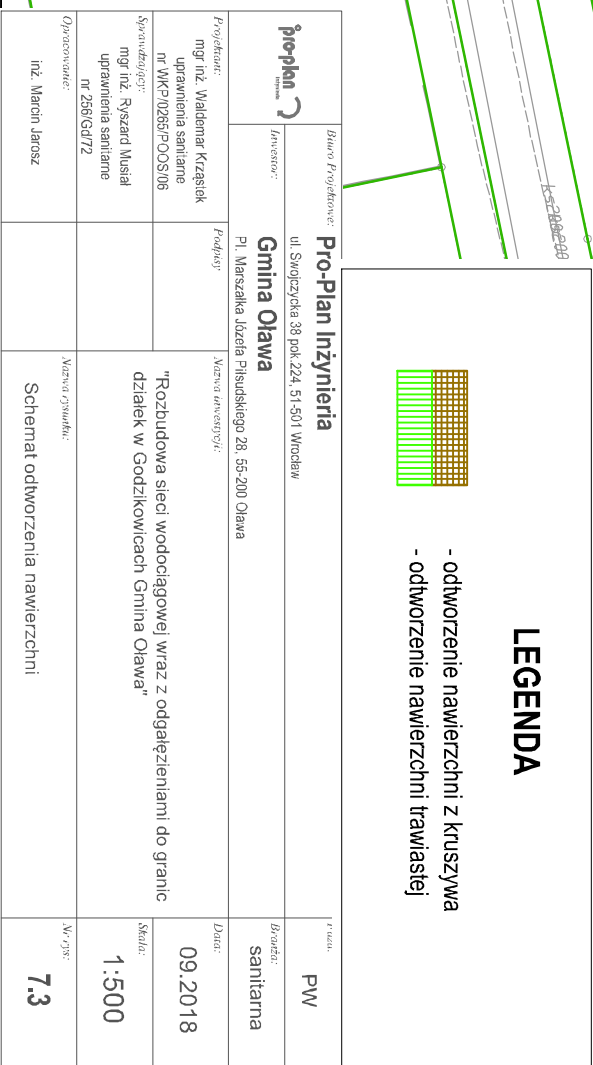 LEGENDA
- odtworzenie nawierzchni z kruszywa
- odtworzenie nawierzchni trawiastej
pro-plan
inżynieria
Biuro Projektowe:
Pro-Plan Inżynieria
ul. Swojczycka 38 pok.224, 51-501 Wrocław
PW
Inwestor:
Gmina Oława
Pl. Marszałka Józefa Piłsudskiego 28, 55-200 Oława
Branża:
sanitarna
Projektant:
mgr inż. Waldemar Krząstek
uprawnienia sanitarne
nr WKP/0265/POOS/06
Podpisy
Nazwa inwestycji:
"Rozbudowa sieci wodociągowej wraz z odgałęzieniami do granic
działek w Godzikowicach Gmina Oława"
Data:
09.2018
Sprawdzający:
mgr inż. Ryszard Musiał
uprawnienia sanitarne
nr 256/Gd/72
Skala:
1:500
Opracowanie:
inż. Marcin Jarosz
Nazwa rysunku:
Schemat odtworzenia nawierzchni
Nr rys:
7.3